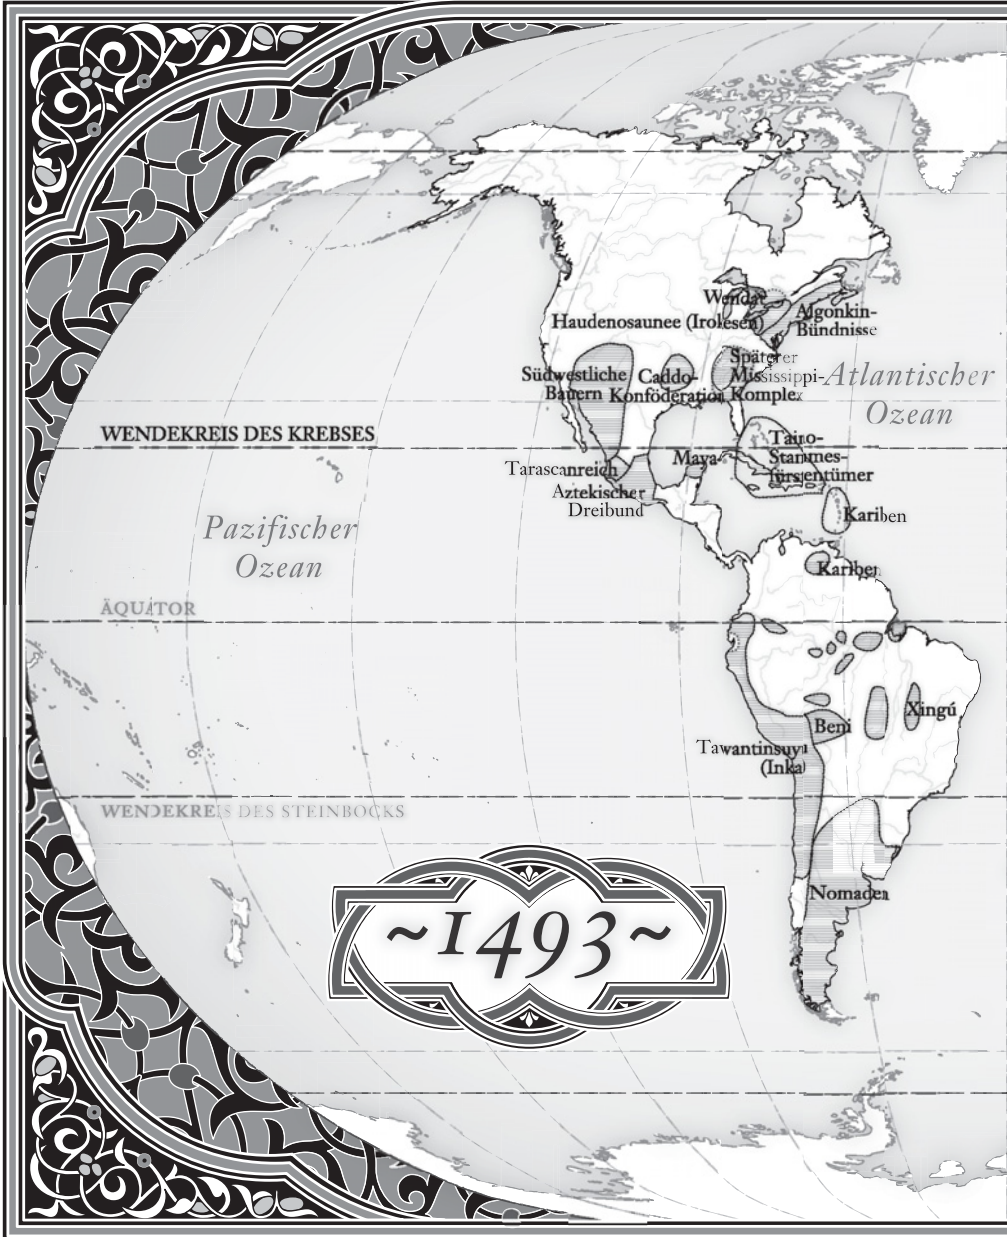 Wendat
Haudenosaunee (Irokesen)
Algonkin-
Bündnisse
Südwestliche
Bauern
Caddo-
Konföderation
Späterer
Mississippi-
Komplex
Atlantischer
Ozean
WENDEKREIS DES KREBSES
Tarascanreich
Aztekischer
Dreibund
Maya
Taino-
Stammes-
fürstentümer
Kariben
Pazifischer
Ozean
Kariben
ÄQUATOR
Xingú
Beni
Tawantinsuyu
(Inka)
WENDEKREIS DES STEINBOCKS
Nomaden
~1493~